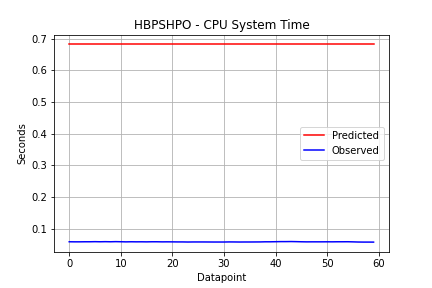 HBPSHPO - CPU System Time
Seconds
0.7
0.6
0.5
0.4
0.3
0.2
0.1
Predicted
Observed
0 10 20 30 40 50 60
Datapoint